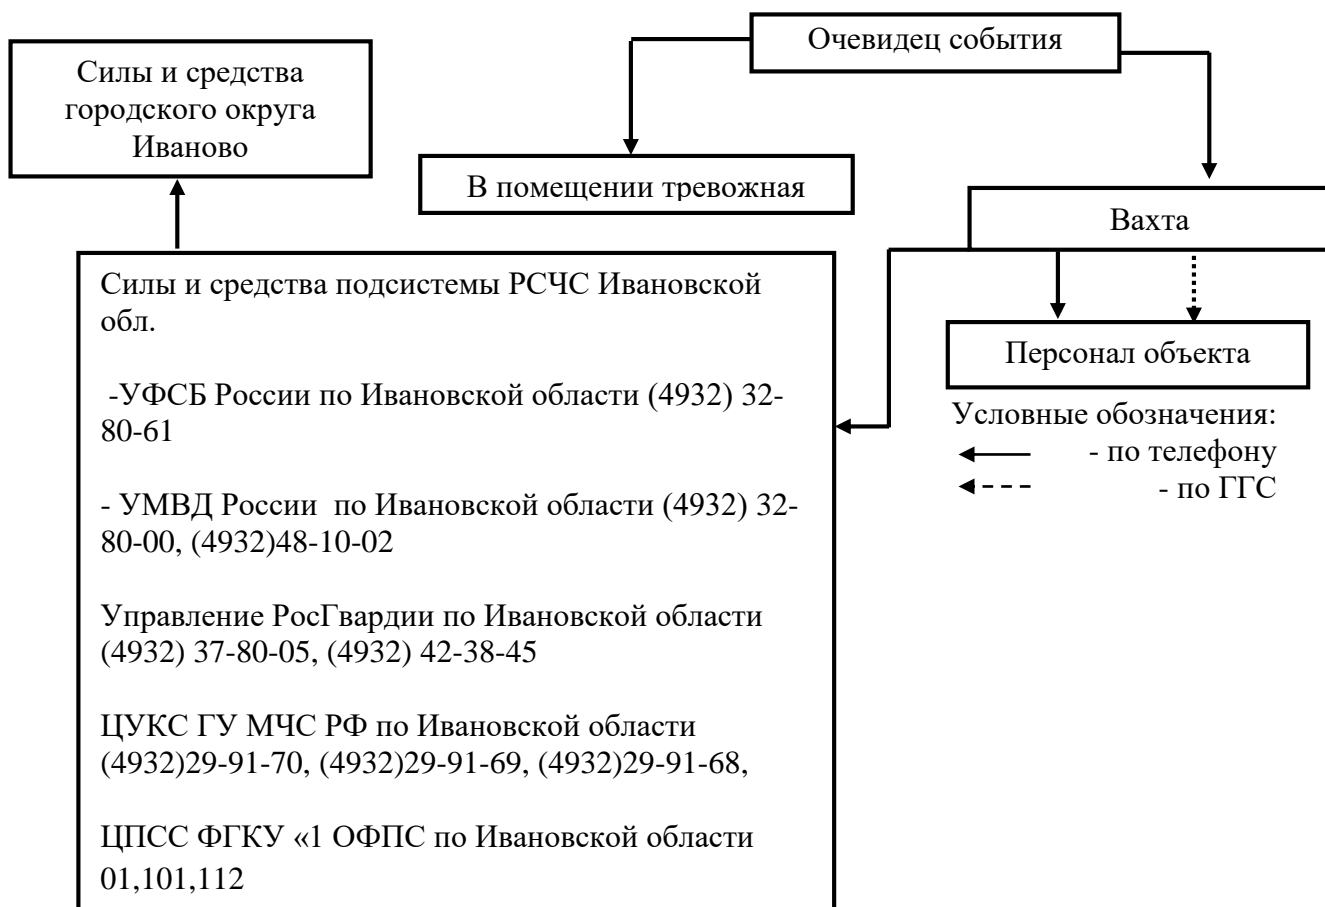 Очевидец события
Силы и средства
городского округа
Иваново
В помещении тревожная
Вахта
Силы и средства подсистемы РСЧС Ивановской
обл.
-УФСБ России по Ивановской области (4932) 32-
80-61
- УМВД России по Ивановской области (4932) 32-
80-00, (4932)48-10-02
Управление РосГвардии по Ивановской области
(4932) 37-80-05, (4932) 42-38-45
ЦУКС ГУ МЧС РФ по Ивановской области
(4932)29-91-70, (4932)29-91-69, (4932)29-91-68,
ЦПСС ФГКУ «1 ОФПС по Ивановской области
01,101,112
Персонал объекта
Условные обозначения:
- по телефону
- по ГГС